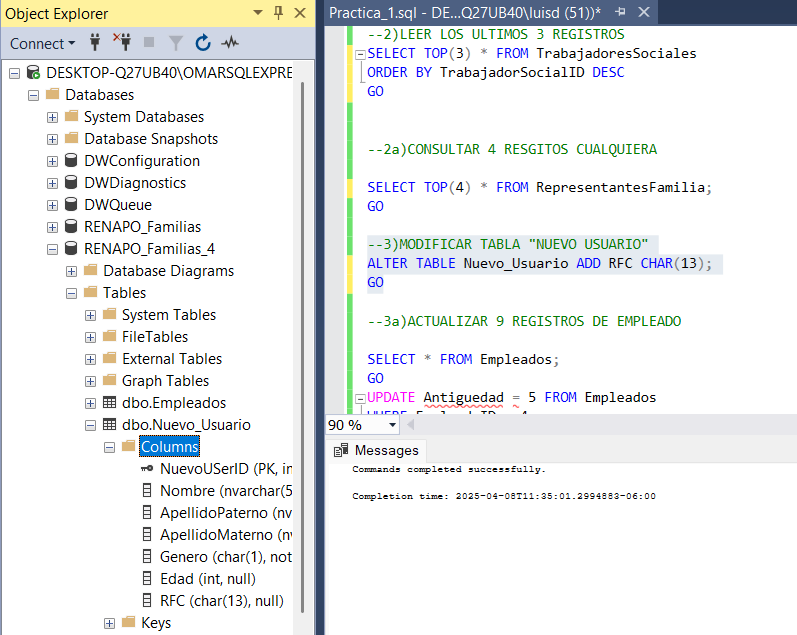 Object Explorer
Connect
DESKTOP-Q27UB40\OMARSQLEXPRE
Databases
System Databases
Database Snapshots
DWConfiguration
DWDiagnostics
DWQueue
RENAPO_Familias
RENAPO_Familias_4
Database Diagrams
Tables
System Tables
FileTables
External Tables
Graph Tables
dbo.Empleados
dbo.Nuevo_Usuario
Columns
NuevoUSerID (PK, in
Nombre (nvarchar(5
ApellidoPaterno (nv
ApellidoMaterno (nv
Genero (char(1), not
Edad (int, null)
RFC (char(13), null)
Keys
Practica_1.sql - DE...Q27UB40\luisd (51))*
--2)LEER LOS ULTIMOS 3 REGISTROS
SELECT TOP(3) * FROM TrabajadoresSociales
ORDER BY TrabajadorSocialID DESC
GO
--2a)CONSULTAR 4 RESGITOS CUALQUIERA
SELECT TOP(4) * FROM RepresentantesFamilia;
GO
--3)MODIFICAR TABLA "NUEVO USUARIO"
ALTER TABLE Nuevo_Usuario ADD RFC CHAR(13);
GO
--3a)ACTUALIZAR 9 REGISTROS DE EMPLEADO
SELECT * FROM Empleados;
GO
UPDATE Antiguedad = 5 FROM Empleados
90 %
Messages
Commands completed successfully.
Completion time: 2025-04-08T11:35:01.2994883-06:00